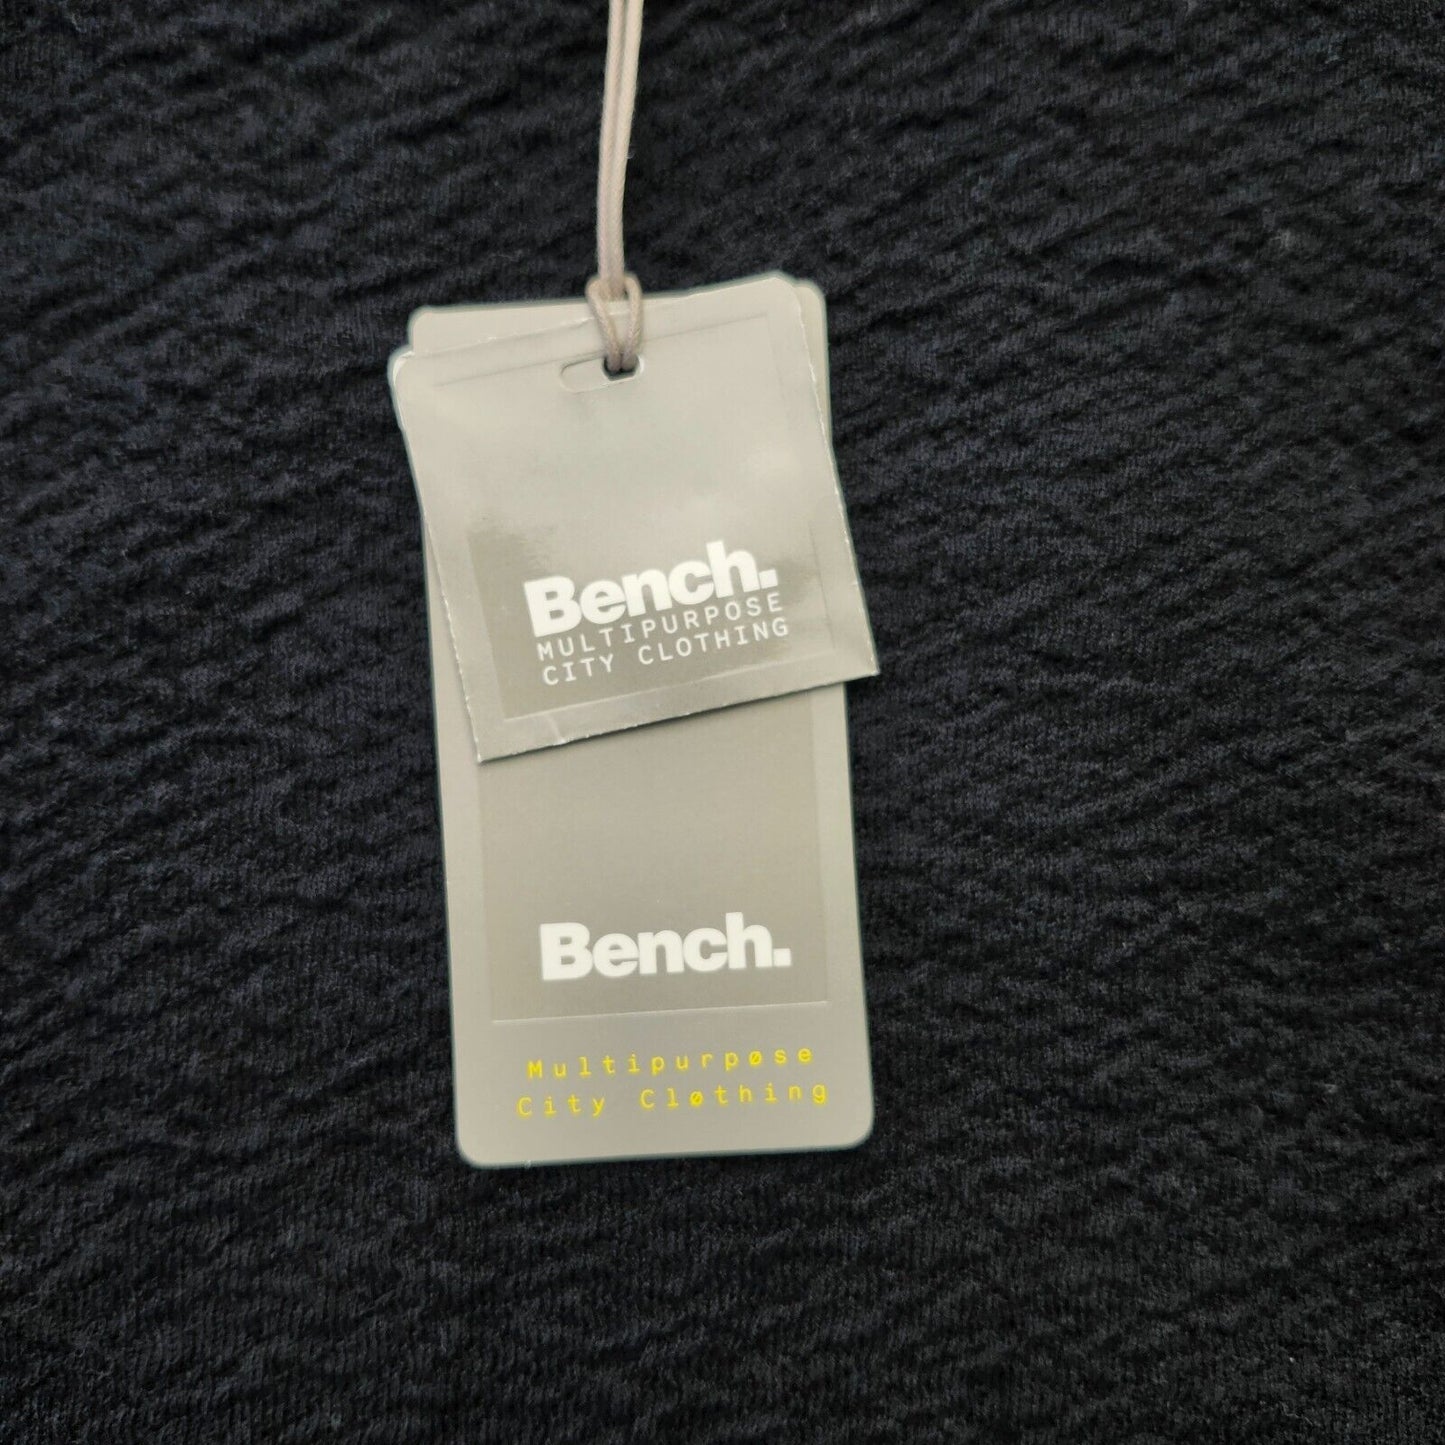 Bench.
MULTIPURPOSE
CITY CLOTHING
Bench.
Multipurpøse
City Cløthing